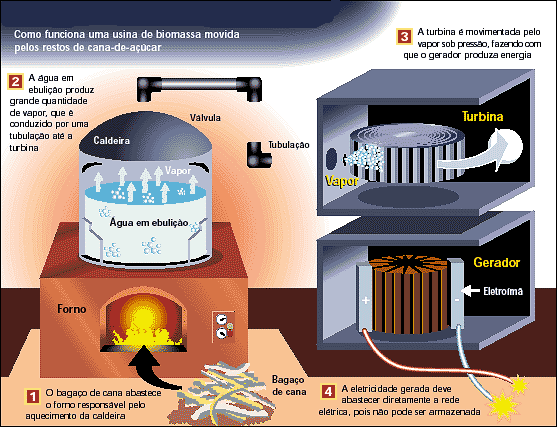 Como funciona uma usina de biomassa movida
pelos restos de cana-de-açúcar
2 A água em
ebulição produz
grande quantidade
de vapor, que é
conduzido por uma
tubulação até a
turbina
Válvula
Caldeira
Tubulação
Vapor
Água em ebulição
Forno
1 O bagaço de cana abastece
o forno responsável pelo
aquecimento da caldeira
Bagaço
de cana
3 A turbina é movimentada pelo
vapor sob pressão, fazendo com
que o gerador produza energia
Turbina
Vapor
Gerador
Eletroímã
+
-
4 A eletricidade gerada deve
abastecer diretamente a rede
elétrica, pois não pode ser armazenada